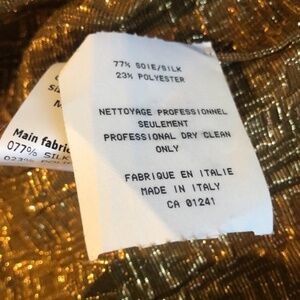 77% SOIE/SILK
23% POLYESTER
NETTOYAGE PROFESSIONNEL
SEULEMENT
PROFESSIONAL DRY CLEAN
ONLY
FABRIQUE EN ITALIE
MADE IN ITALY
CA 01241
Main fabric
077% SILK
023%